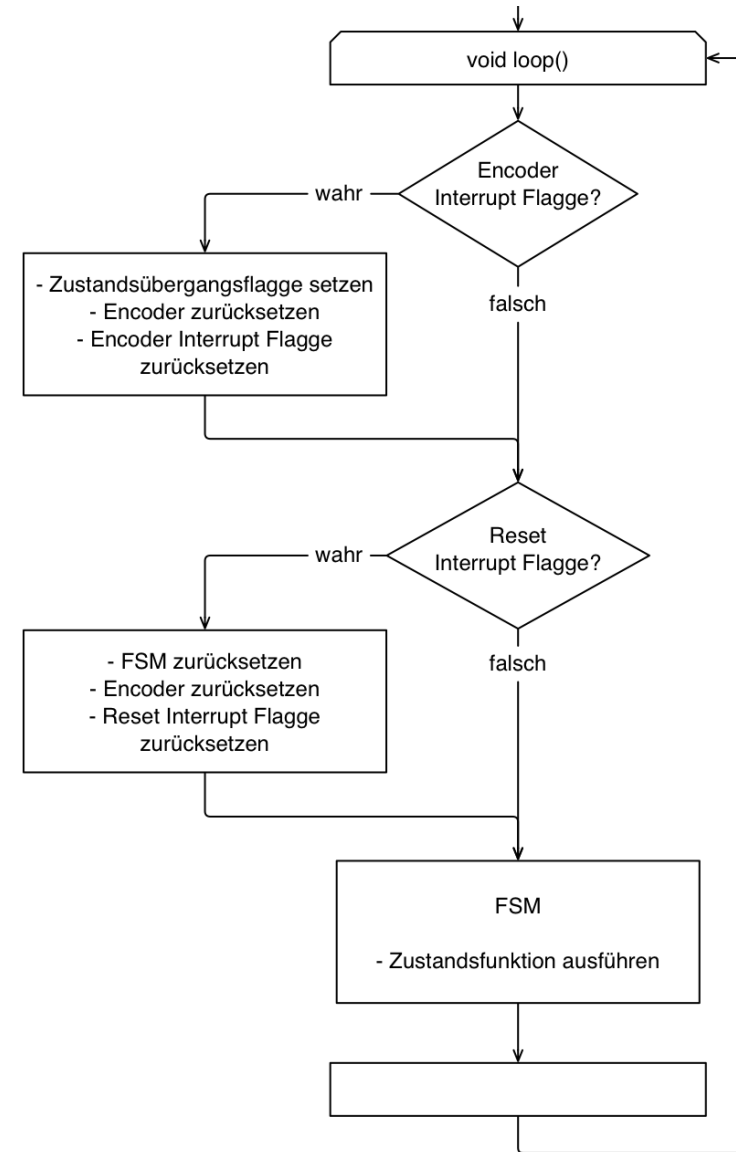 void loop()
Encoder
Interrupt Flagge?
wahr
falsch
- Zustandsübergangsflagge setzen
- Encoder zurücksetzen
- Encoder Interrupt Flagge
zurücksetzen
Reset
Interrupt Flagge?
wahr
falsch
- FSM zurücksetzen
- Encoder zurücksetzen
- Reset Interrupt Flagge
zurücksetzen
FSM
- Zustandsfunktion ausführen